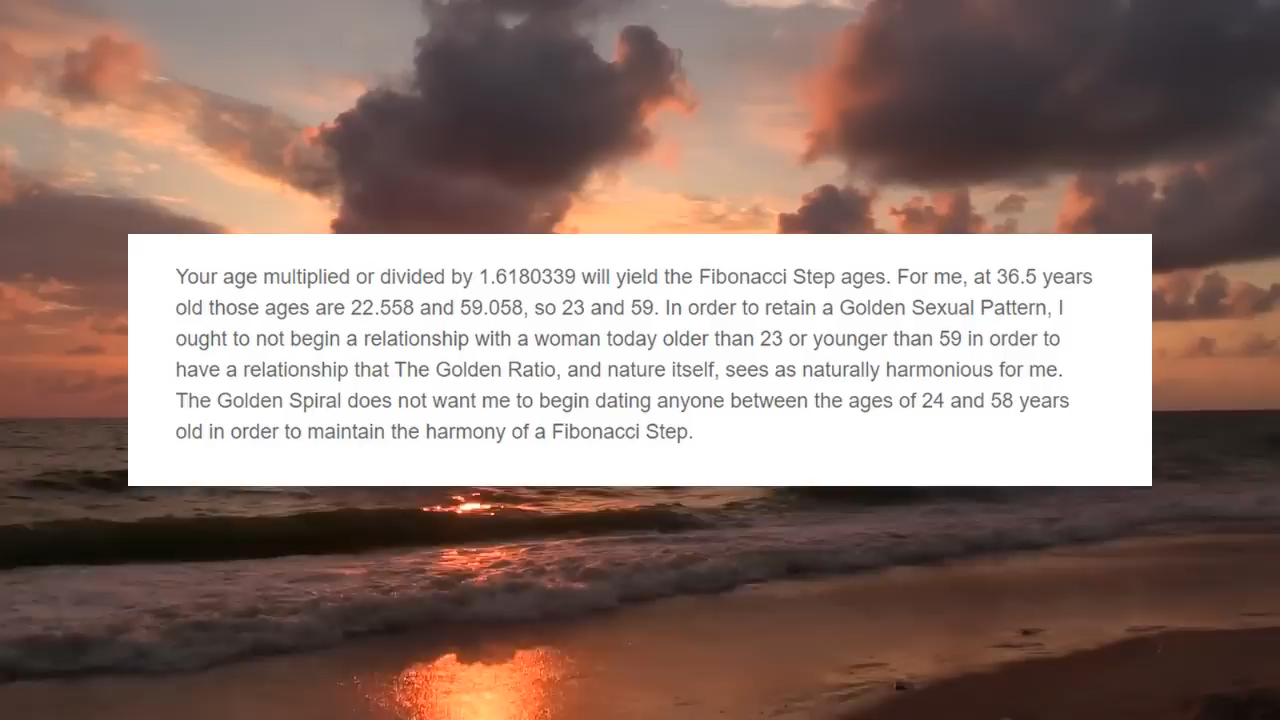 Your age multiplied or divided by 1.6180339 will yield the Fibonacci Step ages. For me, at 36.5 years
old those ages are 22.558 and 59.058, so 23 and 59. In order to retain a Golden Sexual Pattern, I
ought to not begin a relationship with a woman today older than 23 or younger than 59 in order to
have a relationship that The Golden Ratio, and nature itself, sees as naturally harmonious for me.
The Golden Spiral does not want me to begin dating anyone between the ages of 24 and 58 years
old in order to maintain the harmony of a Fibonacci Step.